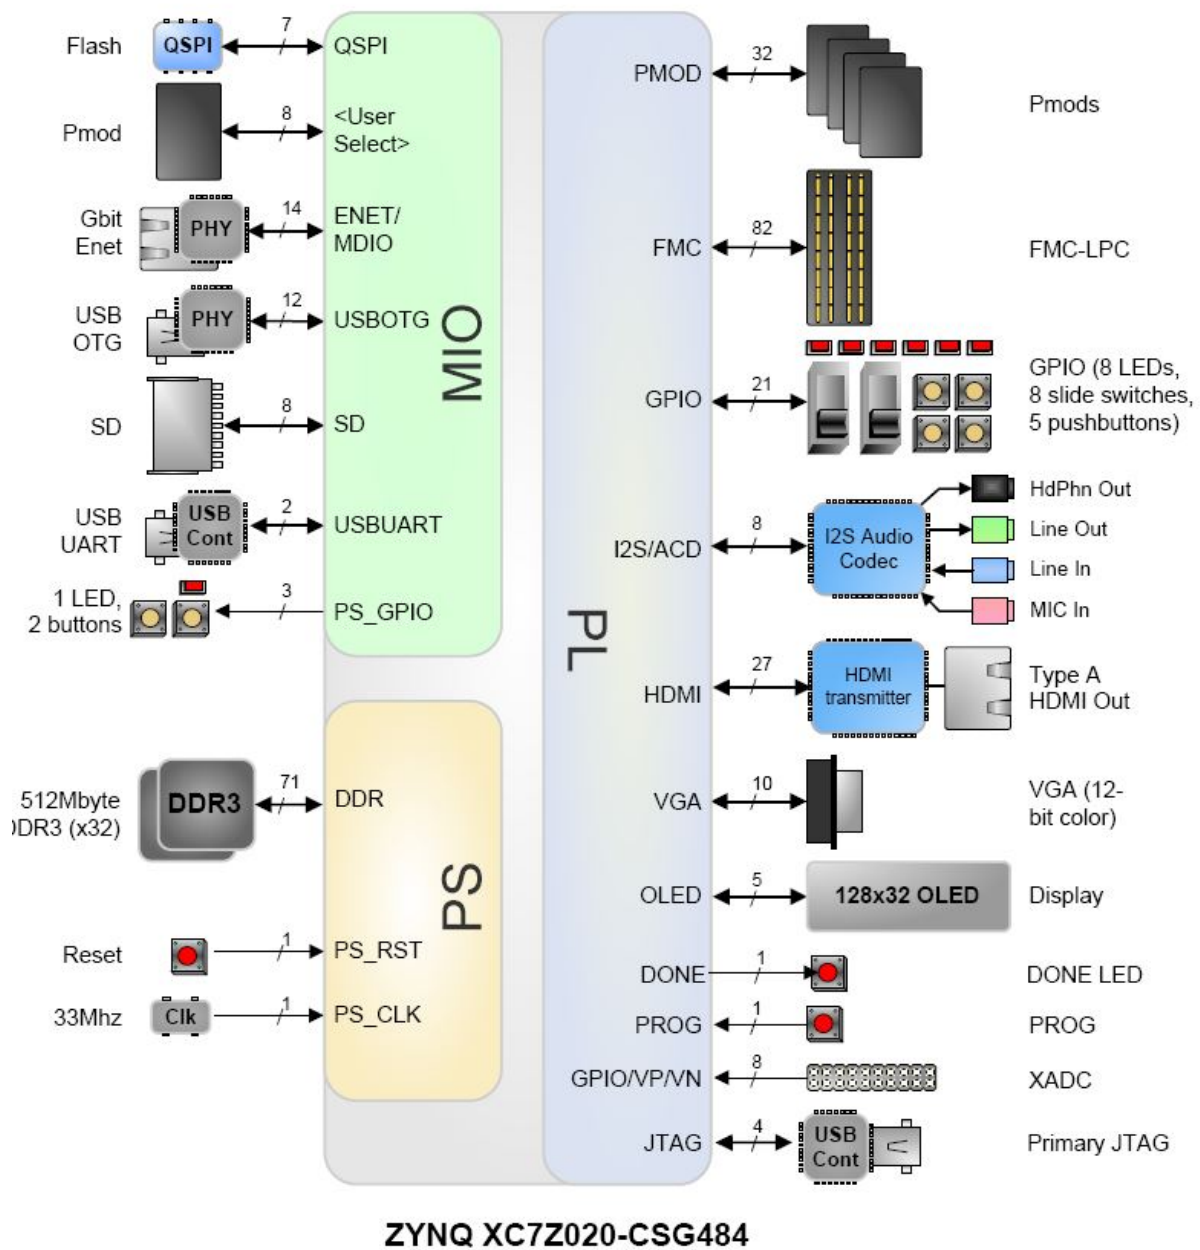 Flash
QSPI
7
QSPI
Pmod
8
<User
Select>
Gbit
Enet
PHY
14
ENET/
MDIO
USB
OTG
PHY
12
USBOTG
SD
8
SD
USB
UART
USB
Cont
2
USBUART
1 LED,
2 buttons
3
PS_GPIO
MIO
512Mbyte
DDR3 (x32)
DDR3
71
DDR
Reset
1
PS_RST
33Mhz
Clk
1
PS_CLK
PS
PL
PMOD
32
Pmods
FMC
82
FMC-LPC
GPIO
21
GPIO (8 LEDs,
8 slide switches,
5 pushbuttons)
I2S/ACD
8
I2S Audio
Codec
HdPhn Out
Line Out
Line In
MIC In
HDMI
27
HDMI
transmitter
Type A
HDMI Out
VGA
10
VGA (12-
bit color)
OLED
5
128x32 OLED
Display
DONE
1
DONE LED
PROG
1
PROG
GPIO/VP/VN
8
XADC
JTAG
4
USB
Cont
Primary JTAG
ZYNQ XC7Z020-CSG484